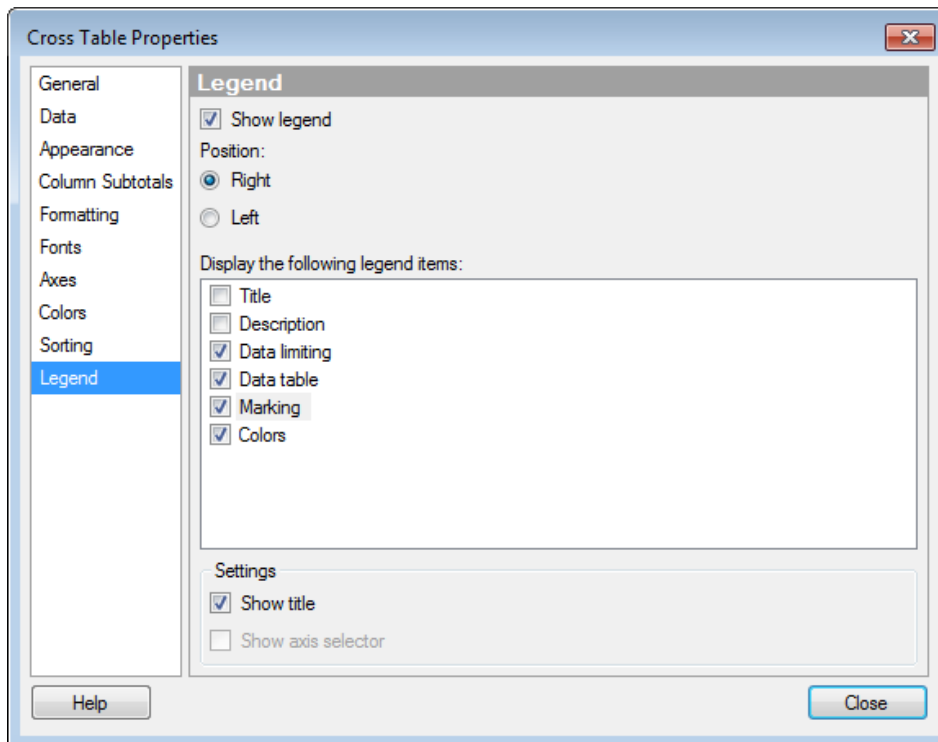 Cross Table Properties
General
Data
Appearance
Column Subtotals
Formatting
Fonts
Axes
Colors
Sorting
Legend
Legend
Show legend
Position:
Right
Left
Display the following legend items:
Title
Description
Data limiting
Data table
Marking
Colors
Settings
Show title
Show axis selector
Help
Close